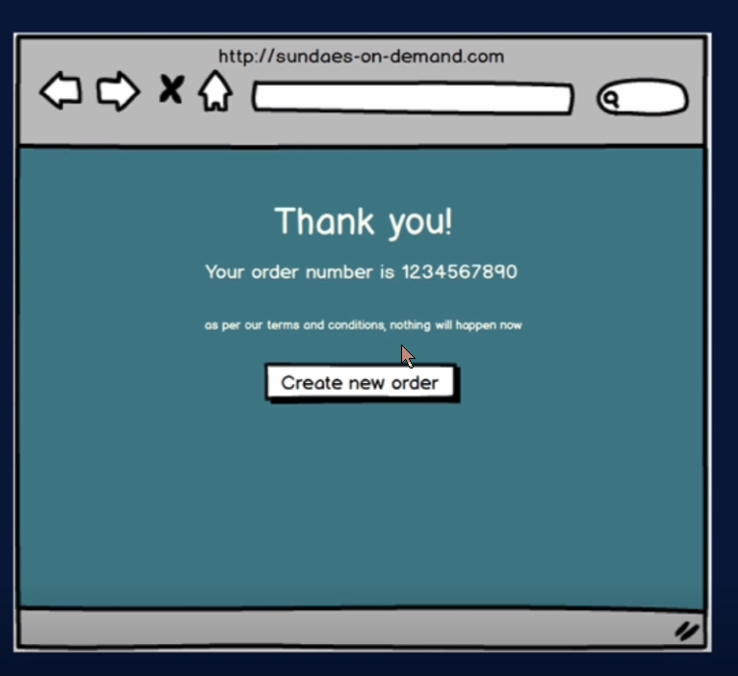 http://sundaes-on-demand.com
Thank you!
Your order number is 1234567890
as per our terms and conditions, nothing will happen now
Create new order